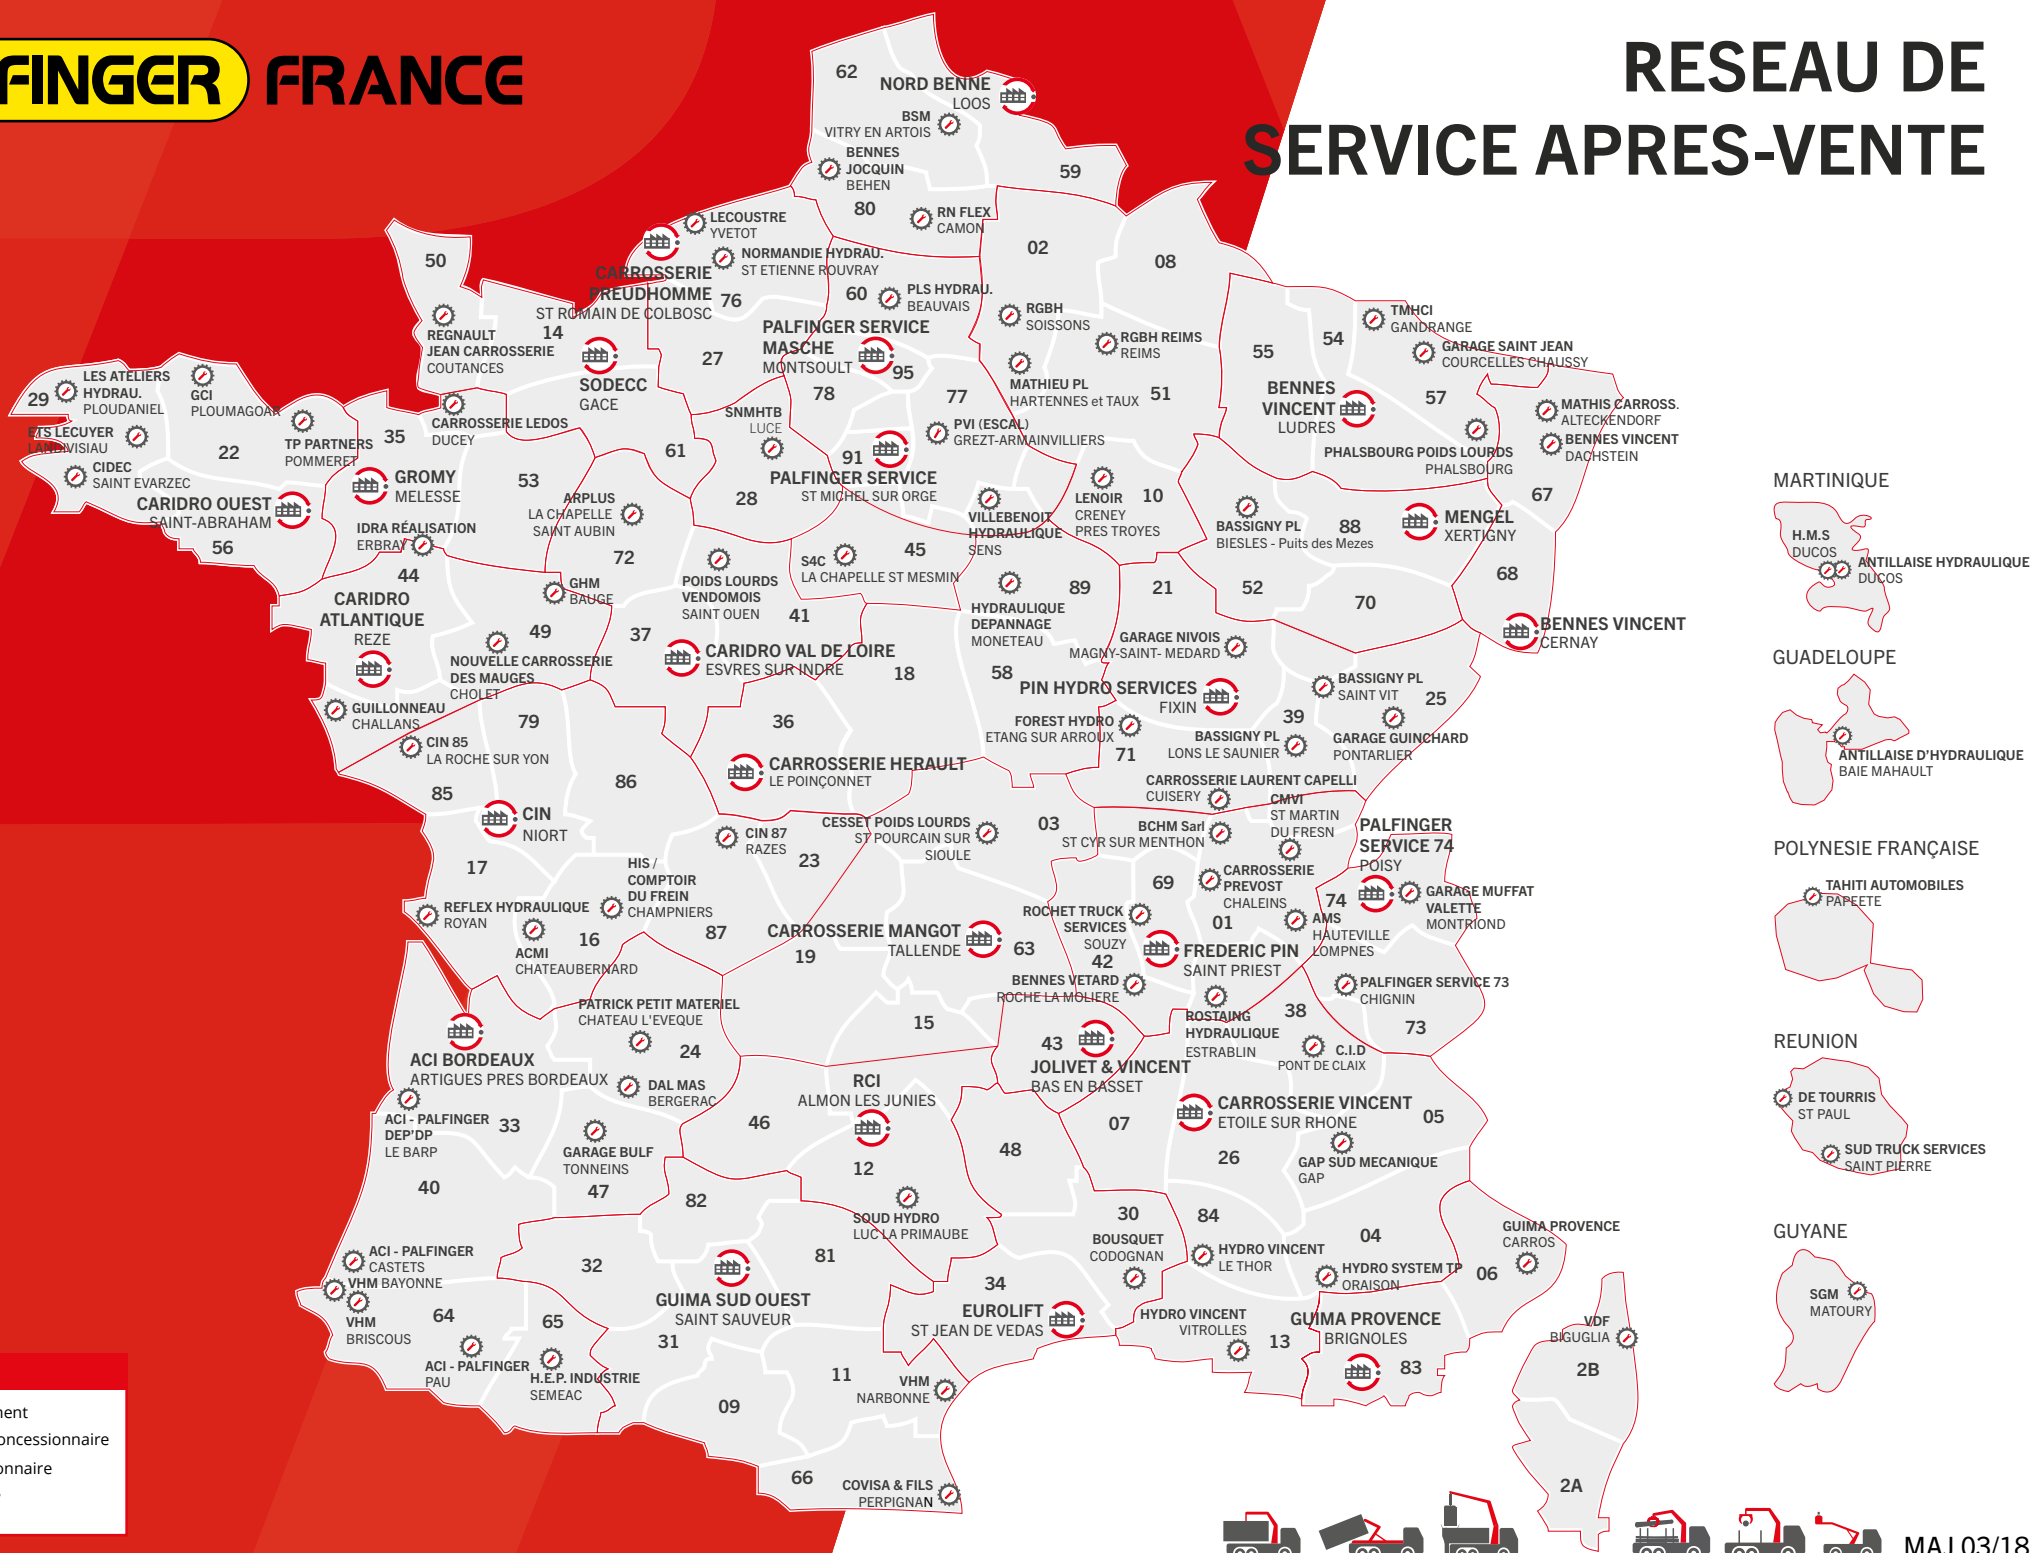 FINGER FRANCE
RESEAU DE
SERVICE APRES-VENTE
62
NORD BENNE
LOOS
BSM
VITRY EN ARTOIS
BENNES
JOCQUIN
BEHEN
59
80
RN FLEX
CAMON
LECOUSTRE
YVETOT
NORMANDIE HYDRAU.
ST ETIENNE ROUVRAY
CARROSSERIE
PREUDHOMME
ST ROMAIN DE COLBOSC
76
02
08
50
REGNAULT
JEAN CARROSSERIE
COUTANCES
14
SODECC
GACE
60
PLS HYDRAU.
BEAUVAIS
PALFINGER SERVICE
MASCHE
MONTSOULT
95
27
78
77
RGBH
SOISSONS
RGBH REIMS
REIMS
MATHIEU PL
HARTENNES et TAUX
51
55
54
TMHCI
GANDRANGE
GARAGE SAINT JEAN
COURCELLES CHAUSSY
BENNES
VINCENT
LUDRES
57
MATHIS CARROSS.
ALTECKENDORF
BENNES VINCENT
DACHSTEIN
PHALSBOURG POIDS LOURDS
PHALSBOURG
67
29
LES ATELIERS
HYDRAU.
PLOUDANIEL
GCI
PLOUMAGOAR
ETS LECUYER
LANDIVISIAU
CIDEC
SAINT EVARZEC
22
TP PARTNERS
POMMERET
35
CARROSSERIE LEDOS
DUCEY
GROMY
MELESSE
53
CARIDRO OUEST
SAINT-ABRAHAM
56
IDRA RÉALISATION
ERBRAY
61
SNMHTB
LUCE
28
91
PALFINGER SERVICE
ST MICHEL SUR ORGE
PVI (ESCAL)
GREZT-ARMAINVILLIERS
VILLEBENOIT
HYDRAULIQUE
SENS
LENOIR
CRENEY
PRES TROYES
10
BASSIGNY PL
BIESLES - Puits des Mezes
88
MENGEL
XERTIGNY
68
BENNES VINCENT
CERNAY
52
70
ARPLUS
LA CHAPELLE
SAINT AUBIN
72
44
CARIDRO
ATLANTIQUE
REZE
GHM
BAUGE
49
NOUVELLE CARROSSERIE
DES MAUGES
CHOLET
37
POIDS LOURDS
VENDOMOIS
SAINT OUEN
41
S4C
LA CHAPELLE ST MESMIN
45
CARIDRO VAL DE LOIRE
ESVRES SUR INDRE
18
HYDRAULIQUE
DEPANNAGE
MONETEAU
89
21
58
GARAGE NIVOIS
MAGNY-SAINT- MEDARD
PIN HYDRO SERVICES
FIXIN
FOREST HYDRO
ETANG SUR ARROUX
71
39
BASSIGNY PL
LONS LE SAUNIER
BASSIGNY PL
SAINT VIT
25
GARAGE GUINCHARD
PONTARLIER
GUILLONNEAU
CHALLANS
CIN 85
LA ROCHE SUR YON
79
85
86
CIN
NIORT
36
CARROSSERIE HERAULT
LE POINÇONNET
CARROSSERIE LAURENT CAPELLI
CUISERY
CMVI
ST MARTIN
DU FRESN
BCHM Sarl
ST CYR SUR MENTHON
03
CESSET POIDS LOURDS
ST POURCAIN SUR
SIOULE
CIN 87
RAZES
23
PALFINGER
SERVICE 74
POISY
74
GARAGE MUFFAT
VALETTE
MONTRIOND
CARROSSERIE
PREVOST
CHALEINS
69
01
AMS
HAUTEVILLE
LOMPNES
17
REFLEX HYDRAULIQUE
ROYAN
HIS /
COMPTOIR
DU FREIN
CHAMPNIERS
ACMI
CHATEAUBERNARD
16
87
19
CARROSSERIE MANGOT
TALLENDE
63
ROCHET TRUCK
SERVICES
SOUZY
42
FREDERIC PIN
SAINT PRIEST
BENNES VETARD
ROCHE LA MOLIERE
ROSTAING
HYDRAULIQUE
ESTRABLIN
38
PALFINGER SERVICE 73
CHIGNIN
73
C.I.D
PONT DE CLAIX
15
43
JOLIVET & VINCENT
BAS EN BASSET
PATRICK PETIT MATERIEL
CHATEAU L'EVEQUE
24
DAL MAS
BERGERAC
ACI BORDEAUX
ARTIGUES PRES BORDEAUX
ACI - PALFINGER
DEP'DP
LE BARP
33
GARAGE BULF
TONNEINS
47
46
RCI
ALMON LES JUNIES
12
SOUD HYDRO
LUC LA PRIMAUBE
48
07
CARROSSERIE VINCENT
ETOILE SUR RHONE
26
GAP SUD MECANIQUE
GAP
05
40
82
32
81
GUIMA SUD OUEST
SAINT SAUVEUR
31
30
BOUSQUET
CODOGNAN
84
HYDRO VINCENT
LE THOR
04
HYDRO SYSTEM TP
ORAISON
06
GUIMA PROVENCE
CARROS
34
EUROLIFT
ST JEAN DE VEDAS
HYDRO VINCENT
VITROLLES
13
GUIMA PROVENCE
BRIGNOLES
83
ACI - PALFINGER
CASTETS
VHM BAYONNE
VHM
BRISCOUS
64
ACI - PALFINGER
PAU
65
H.E.P. INDUSTRIE
SEMEAC
09
11
VHM
NARBONNE
66
COVISA & FILS
PERPIGNAN
VDF
BIGUGLIA
2B
2A
MARTINIQUE
H.M.S
DUCOS
ANTILLAISE HYDRAULIQUE
DUCOS
GUADELOUPE
ANTILLAISE D'HYDRAULIQUE
BAIE MAHAULT
POLYNESIE FRANÇAISE
TAHITI AUTOMOBILES
PAPEETE
REUNION
DE TOURRIS
ST PAUL
SUD TRUCK SERVICES
SAINT PIERRE
GUYANE
SGM
MATOURY
ment
oncessionnaire
onnaire
MAJ 03/18